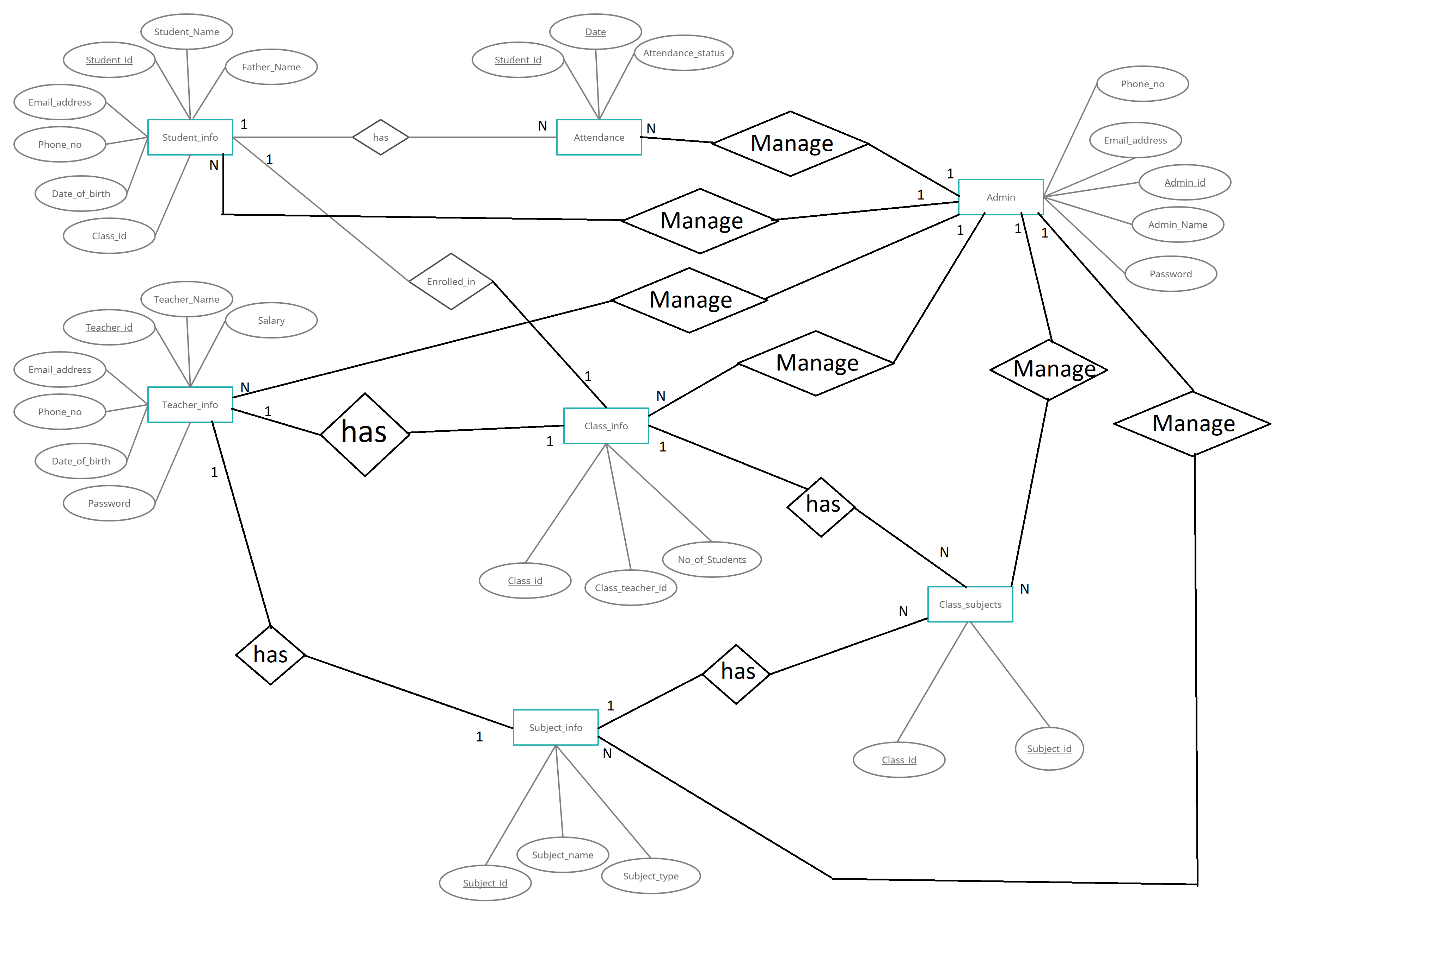 Student_Name
Date
Student_id
Father_Name
Student_id
Attendance_status
Phone_no
Email_address
1
N
N
Email_address
Student_info
has
Attendance
Manage
Phone_no
1
N
1
Admin_id
Date_of_birth
1
Admin
Class_id
Manage
1
1
1
Admin_Name
Enrolled_in
Password
Teacher_Name
Manage
Teacher_id
Salary
Email_address
Manage
Manage
1
N
N
Phone_no
Teacher_info
1
has
Class_info
Manage
1
1
Date_of_birth
1
Password
has
N
No_of_Students
Class_id
Class_teacher_id
N
N
Class_subjects
has
has
1
Subject_info
1
N
Subject_id
Class_id
Subject_name
Subject_id
Subject_type